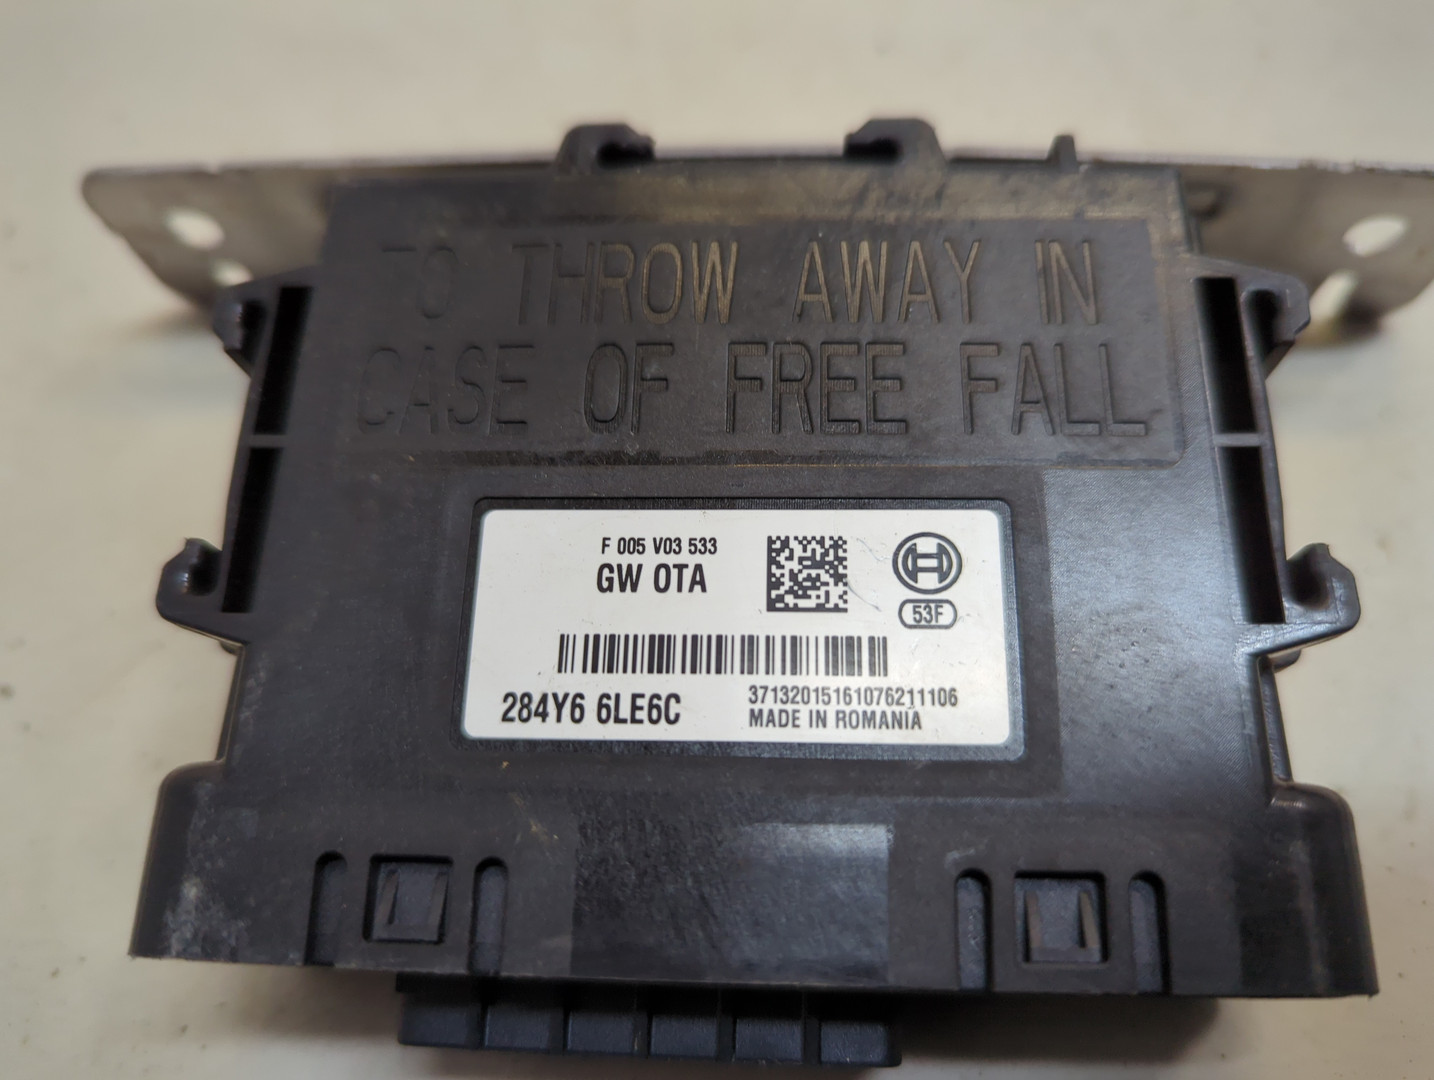 TO THROW AWAY IN
CASE OF FREE FALL
F 005 V03 533
GW OTA
53F
284Y6 6LE6C
37132015161076211106
MADE IN ROMANIA